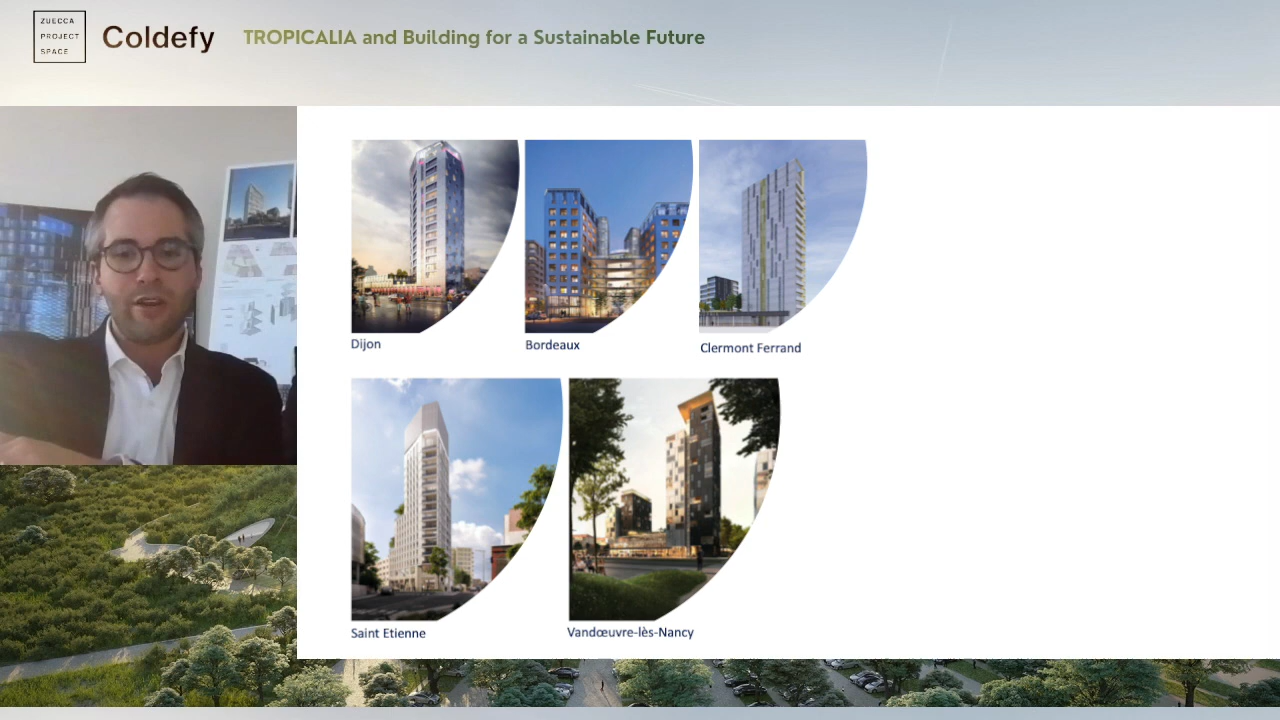 ZUECCA
PROJECT
SPACE
Coldefy
TROPICALIA and Building for a Sustainable Future
Dijon
Bordeaux
Clermont Ferrand
Saint Etienne
Vandœuvre-lès-Nancy